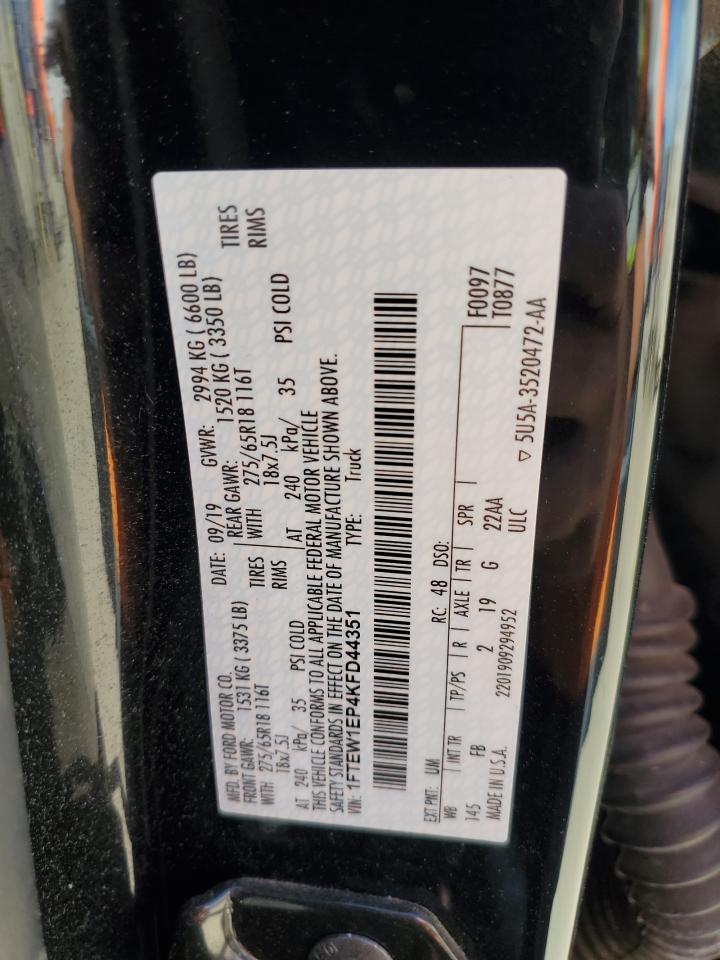 MFD. BY FORD MOTOR CO.
DATE: 09/19 GVWR: 2994 KG ( 6600 LB)
FRONT GAWR: 1531 KG ( 3375 LB) REAR GAWR: 1520 KG ( 3350 LB)
WITH 275/65R18 116T TIRES WITH 275/65R18 116T TIRES
18x7.5J RIMS 18x7.5J RIMS
AT 240 kPa/ 35 PSI COLD AT 240 kPa/ 35 PSI COLD
THIS VEHICLE CONFORMS TO ALL APPLICABLE FEDERAL MOTOR VEHICLE
SAFETY STANDARDS IN EFFECT ON THE DATE OF MANUFACTURE SHOWN ABOVE.
VIN: 1FTEW1EP4KFD44351 TYPE: Truck
EXT PNT: UM RC: 48 DSO:
WB INT TR TP/PS R AXLE TR SPR F0097
145 FB 2 19 G 22AA T0877
MADE IN U.S.A. 2201909294952 ULC ▽ 5U5A-3520472-AA